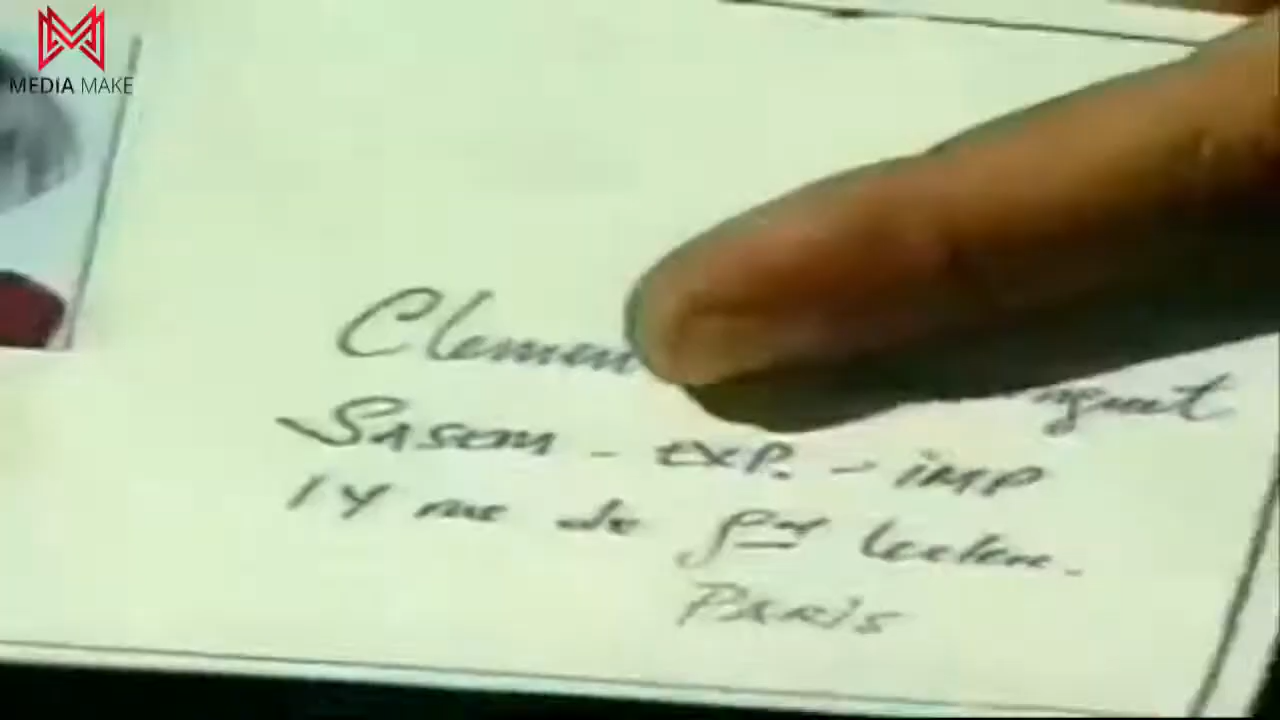 MEDIA MAKE
Clemen
Sasem - EXP. - iMP
14 rue de Gal Leclerc.
PARis